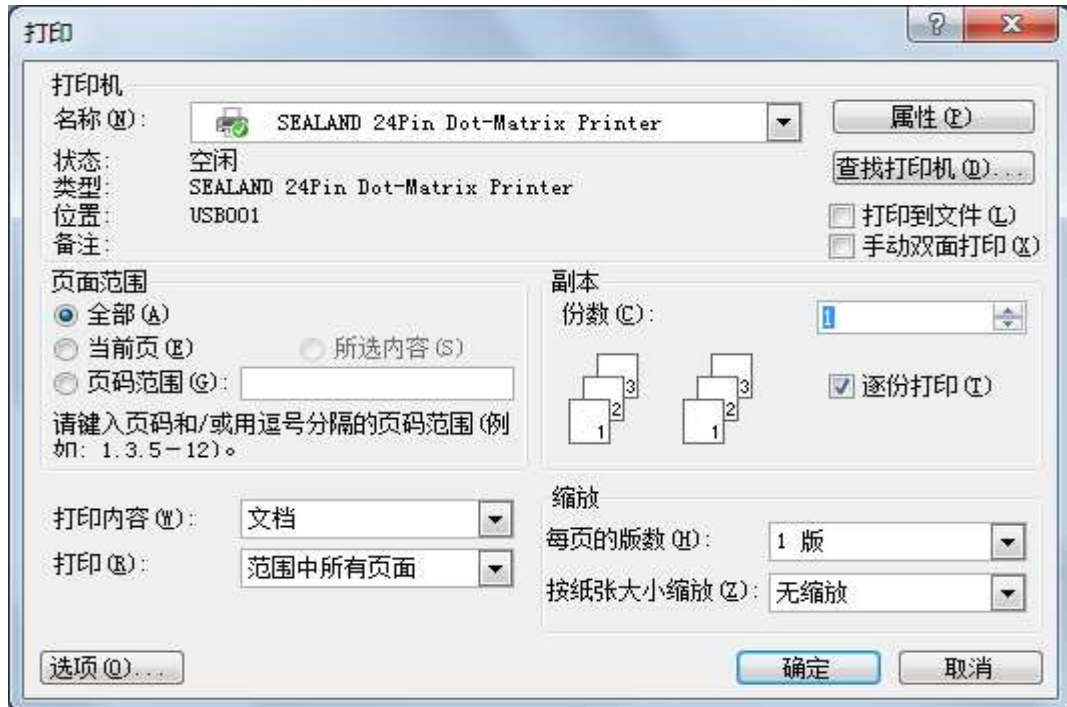 打印
打印机
名称(N): SEALAND 24Pin Dot-Matrix Printer 属性(P)
状态: 空闲 查找打印机(D)...
类型: SEALAND 24Pin Dot-Matrix Printer
位置: USB001 打印到文件(L)
备注: 手动双面打印(X)
页面范围
全部(A)
当前页(E) 所选内容(S)
页码范围(G):
请键入页码和/或用逗号分隔的页码范围(例
如: 1.3.5-12)。
副本
份数(C): 1
1 2 3 1 2 3 逐份打印(T)
打印内容(W): 文档
打印(R): 范围中所有页面
缩放
每页的版数(H): 1 版
按纸张大小缩放(Z): 无缩放
选项(O)... 确定 取消